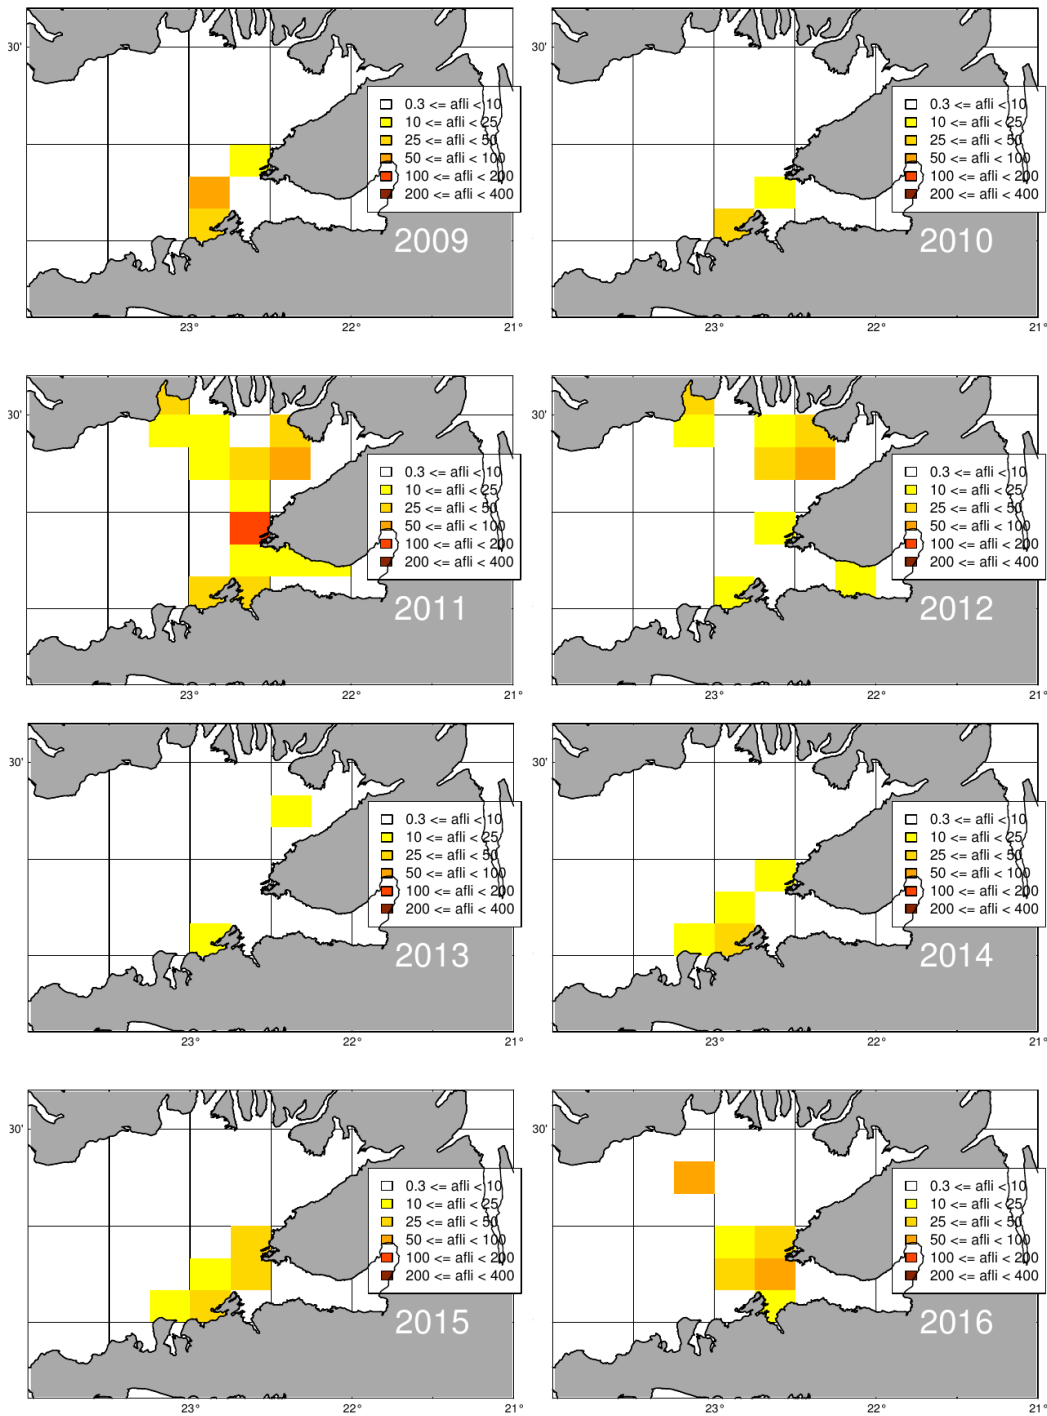 30'
0.3 <= afli < 10
10 <= afli < 25
25 <= afli < 50
50 <= afli < 100
100 <= afli < 200
200 <= afli < 400
2009
23° 22° 21°
0.3 <= afli < 10
10 <= afli < 25
25 <= afli < 50
50 <= afli < 100
100 <= afli < 200
200 <= afli < 400
30'
2010
23° 22° 21°
30'
0.3 <= afli < 10
10 <= afli < 25
25 <= afli < 50
50 <= afli < 100
100 <= afli < 200
200 <= afli < 400
2011
23° 22° 21°
30'
0.3 <= afli < 10
10 <= afli < 25
25 <= afli < 50
50 <= afli < 100
100 <= afli < 200
200 <= afli < 400
2012
23° 22° 21°
30'
0.3 <= afli < 10
10 <= afli < 25
25 <= afli < 50
50 <= afli < 100
100 <= afli < 200
200 <= afli < 400
2013
23° 22° 21°
30'
0.3 <= afli < 10
10 <= afli < 25
25 <= afli < 50
50 <= afli < 100
100 <= afli < 200
200 <= afli < 400
2014
23° 22° 21°
30'
0.3 <= afli < 10
10 <= afli < 25
25 <= afli < 50
50 <= afli < 100
100 <= afli < 200
200 <= afli < 400
2015
23° 22° 21°
30'
0.3 <= afli < 10
10 <= afli < 25
25 <= afli < 50
50 <= afli < 100
100 <= afli < 200
200 <= afli < 400
2016
23° 22° 21°